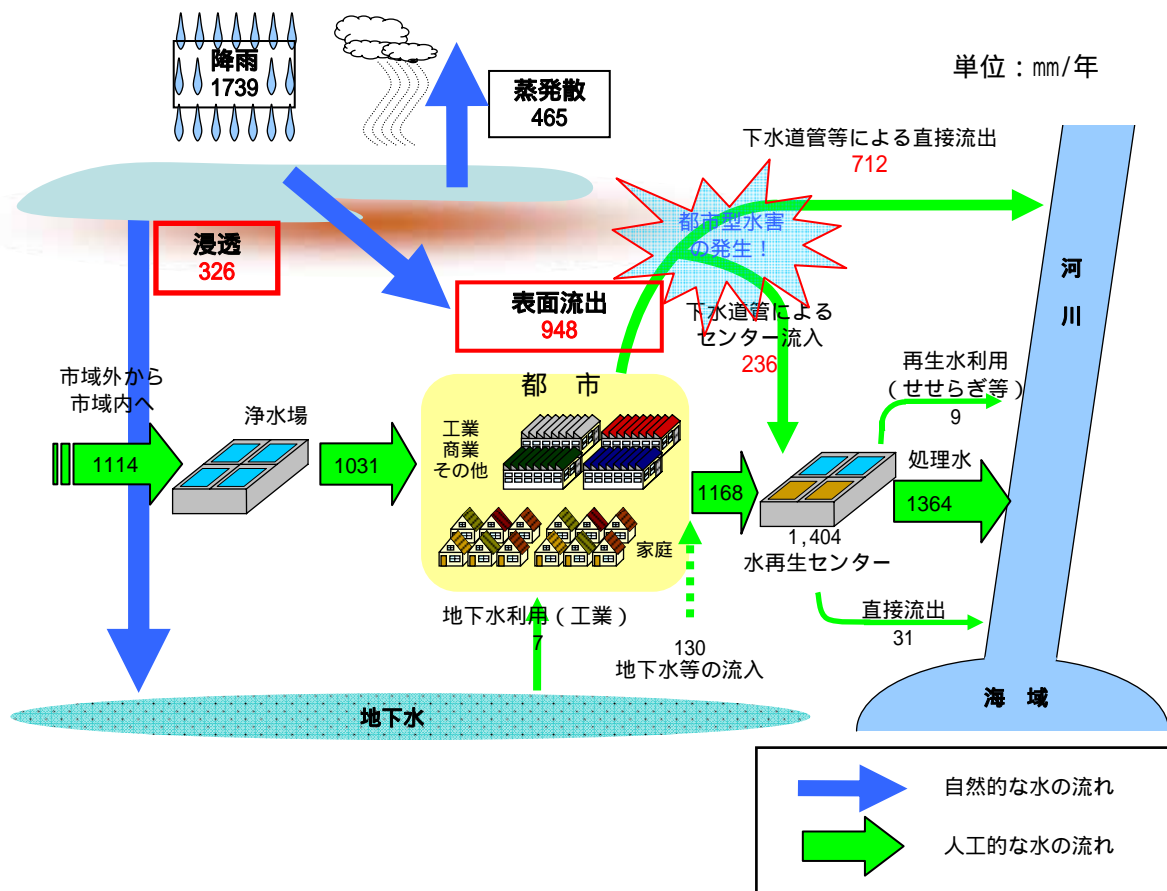 降雨
1739
蒸発散
465
単位：㎜/年
下水道管等による直接流出
712
都市型水害
の発生！
浸透
326
表面流出
948
下水道管による
センター流入
236
河
川
市域外から
市域内へ
1114
浄水場
1031
都　市
工業
商業
その他
家庭
1168
1,404
水再生センター
再生水利用
（せせらぎ等）
9
処理水
1364
直接流出
31
地下水利用（工業）
7
130
地下水等の流入
地下水
海　域
自然的な水の流れ
人工的な水の流れ